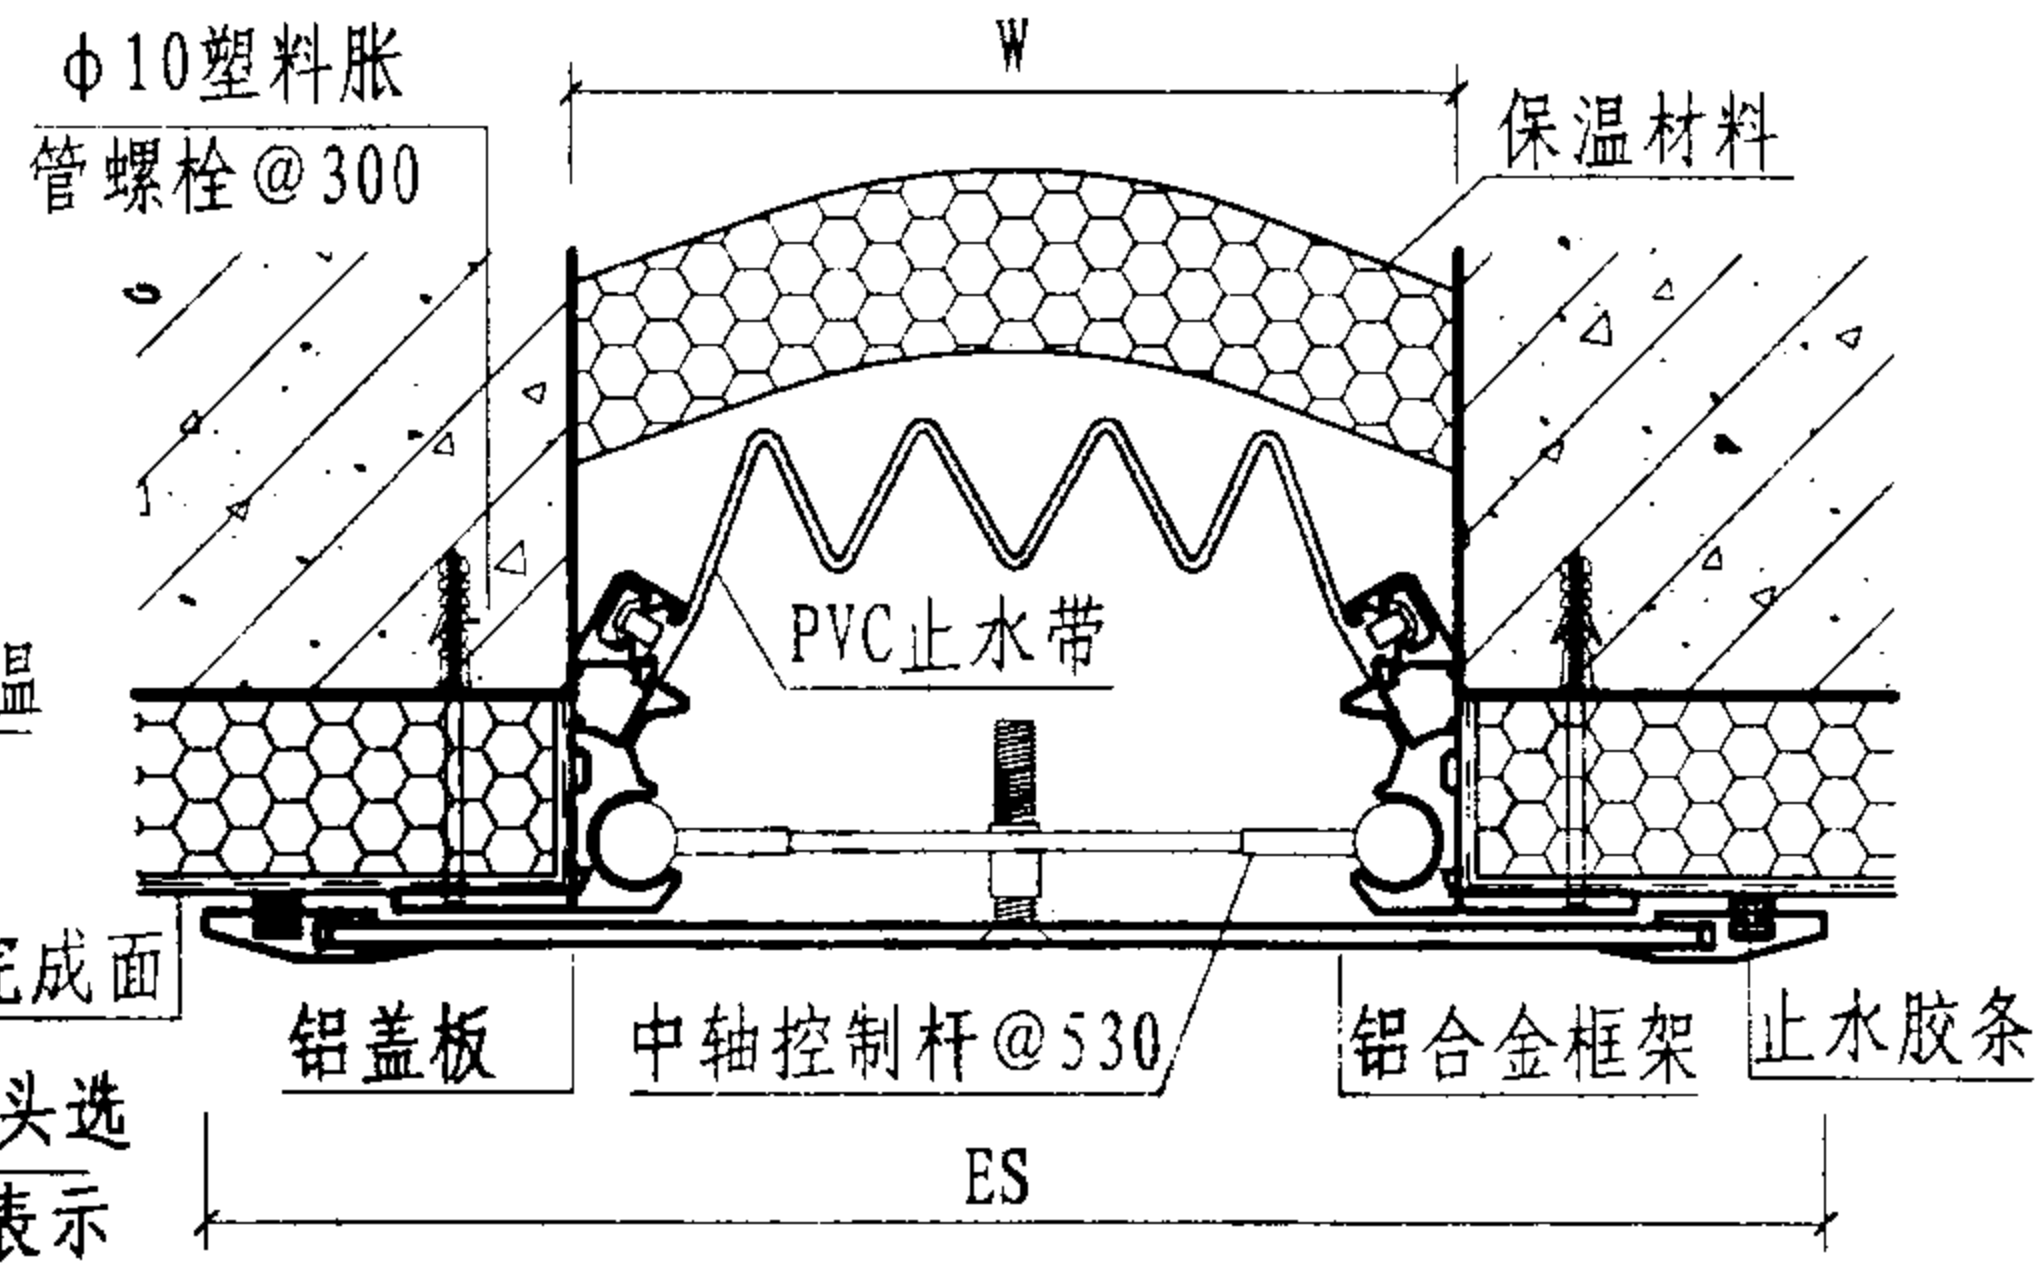 φ10塑料胀
管螺栓@300
W
保温材料
温
PVC止水带
完成面
铝盖板
中轴控制杆@530
铝合金框架
止水胶条
头选
表示
ES